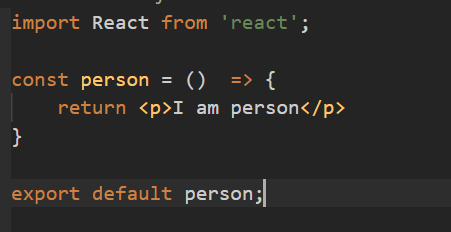 import React from 'react';
const person = () => {
return <p>I am person</p>
}
export default person;